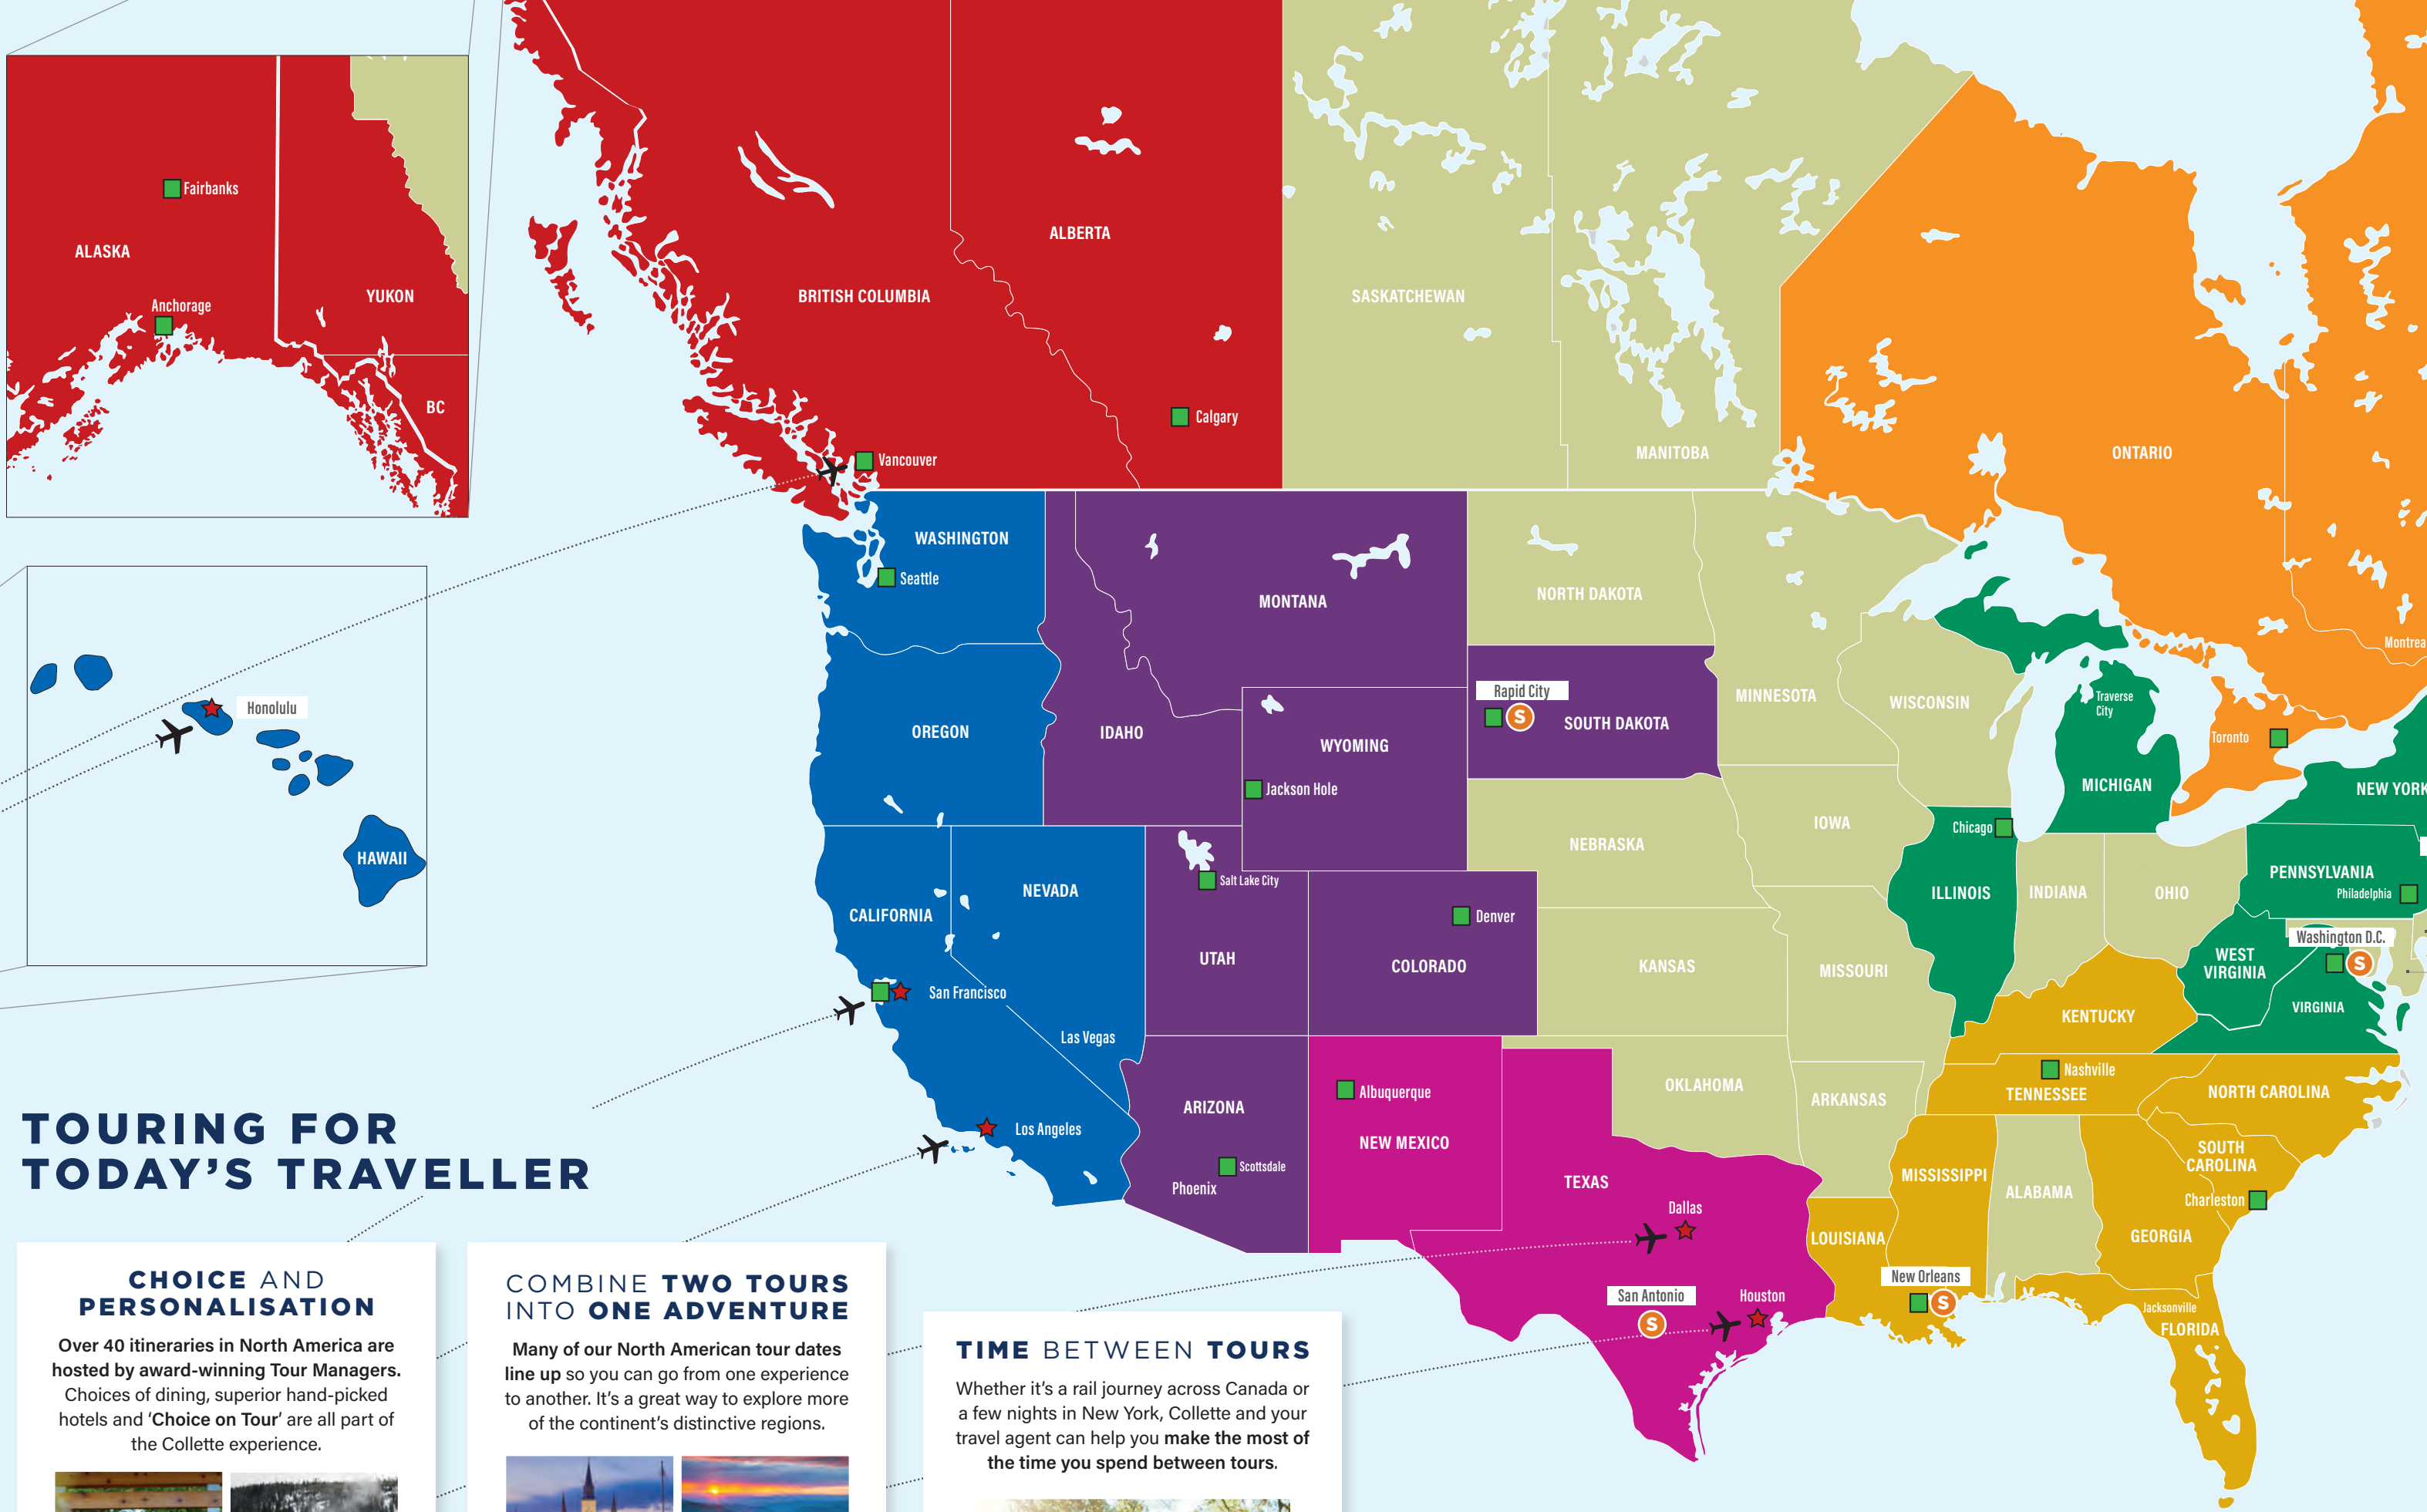 Fairbanks
ALASKA
Anchorage
YUKON
BC
ALBERTA
BRITISH COLUMBIA
SASKATCHEWAN
Calgary
Vancouver
MANITOBA
ONTARIO
WASHINGTON
Seattle
MONTANA
NORTH DAKOTA
Honolulu
HAWAII
OREGON
IDAHO
WYOMING
Jackson Hole
Rapid City
S
SOUTH DAKOTA
MINNESOTA
WISCONSIN
Traverse
City
MICHIGAN
Toronto
Montrea
NEW YORK
IOWA
Chicago
NEBRASKA
CALIFORNIA
NEVADA
Salt Lake City
UTAH
Denver
COLORADO
KANSAS
MISSOURI
ILLINOIS
INDIANA
OHIO
PENNSYLVANIA
Philadelphia
Washington D.C.
S
WEST
VIRGINIA
VIRGINIA
San Francisco
Las Vegas
KENTUCKY
Nashville
TENNESSEE
NORTH CAROLINA
Los Angeles
ARIZONA
Scottsdale
Phoenix
Albuquerque
NEW MEXICO
OKLAHOMA
ARKANSAS
TEXAS
Dallas
San Antonio
S
Houston
LOUISIANA
MISSISSIPPI
ALABAMA
SOUTH
CAROLINA
Charleston
GEORGIA
New Orleans
S
Jacksonville
FLORIDA
TOURING FOR
TODAY'S TRAVELLER
CHOICE AND
PERSONALISATION
Over 40 itineraries in North America are
hosted by award-winning Tour Managers.
Choices of dining, superior hand-picked
hotels and ‘Choice on Tour’ are all part of
the Collette experience.
COMBINE TWO TOURS
INTO ONE ADVENTURE
Many of our North American tour dates
line up so you can go from one experience
to another. It’s a great way to explore more
of the continent’s distinctive regions.
TIME BETWEEN TOURS
Whether it’s a rail journey across Canada or
a few nights in New York, Collette and your
travel agent can help you make the most of
the time you spend between tours.